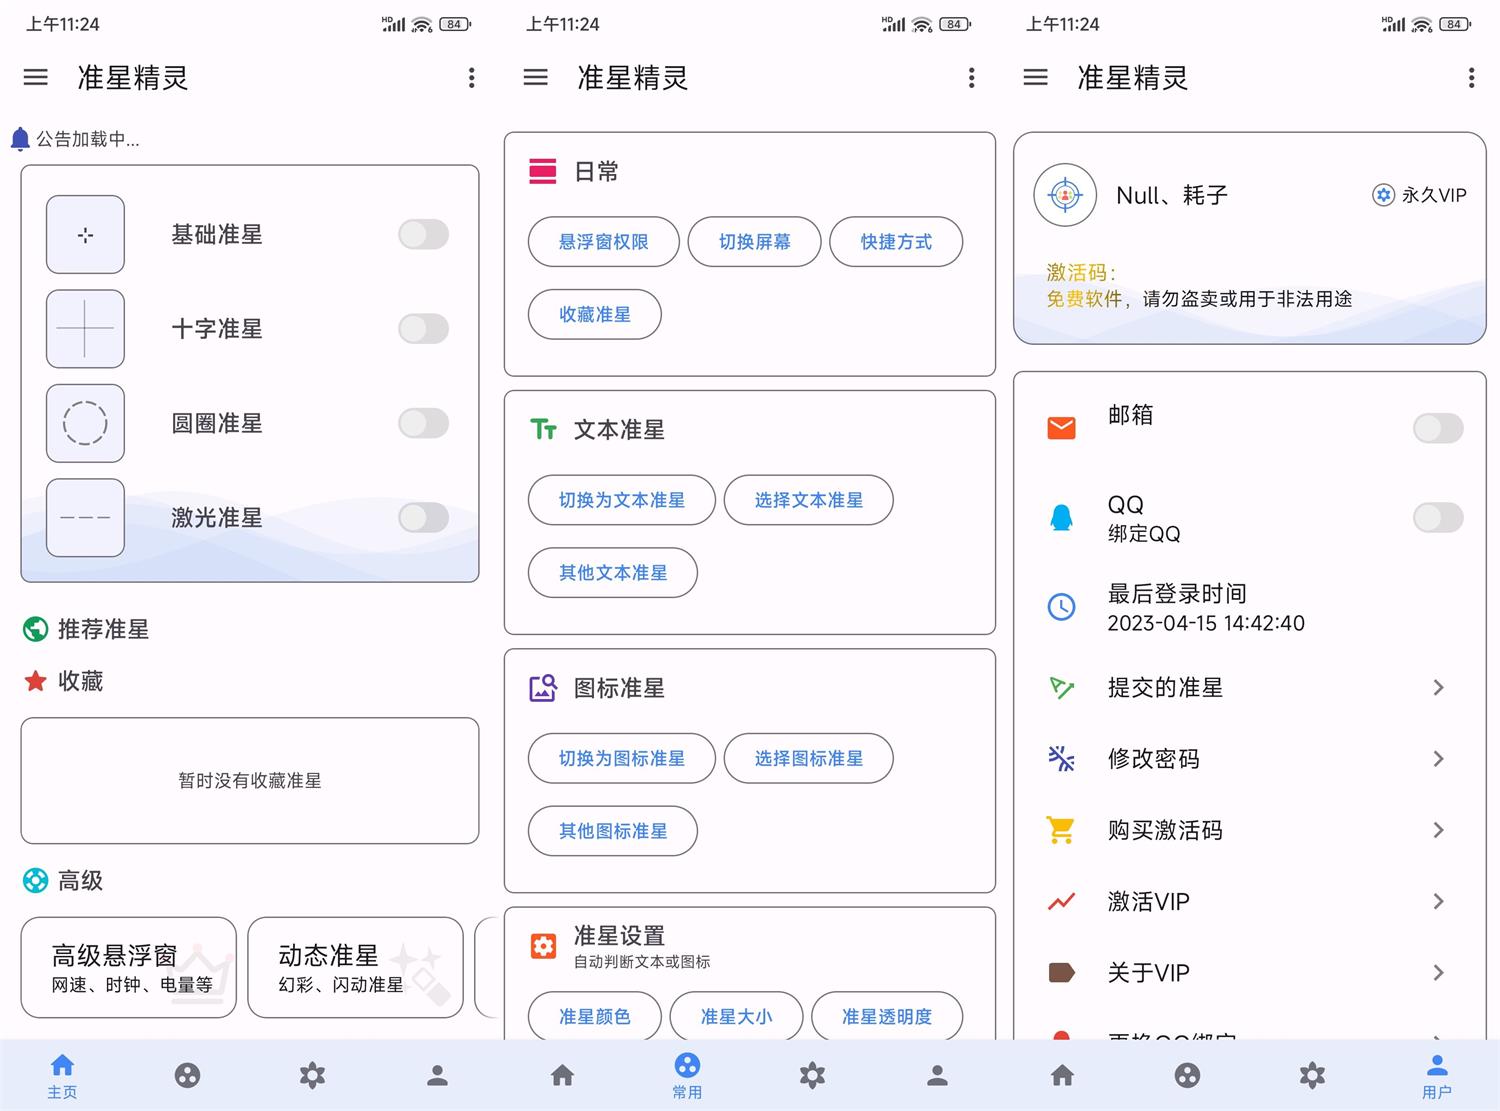 上午11:24
HD
6
84
准星精灵
公告加载中...
基础准星
十字准星
圆圈准星
激光准星
推荐准星
收藏
暂时没有收藏准星
高级
高级悬浮窗
网速、时钟、电量等
动态准星
幻彩、闪动准星
主页
上午11:24
HD
6
84
准星精灵
日常
悬浮窗权限
切换屏幕
快捷方式
收藏准星
文本准星
切换为文本准星
选择文本准星
其他文本准星
图标准星
切换为图标准星
选择图标准星
其他图标准星
准星设置
自动判断文本或图标
准星颜色
准星大小
准星透明度
常用
上午11:24
HD
6
84
准星精灵
Null、耗子
永久VIP
激活码：
免费软件，请勿盗卖或用于非法用途
邮箱
QQ
绑定QQ
最后登录时间
2023-04-15 14:42:40
提交的准星
修改密码
购买激活码
激活VIP
关于VIP
更换QQ绑定
用户